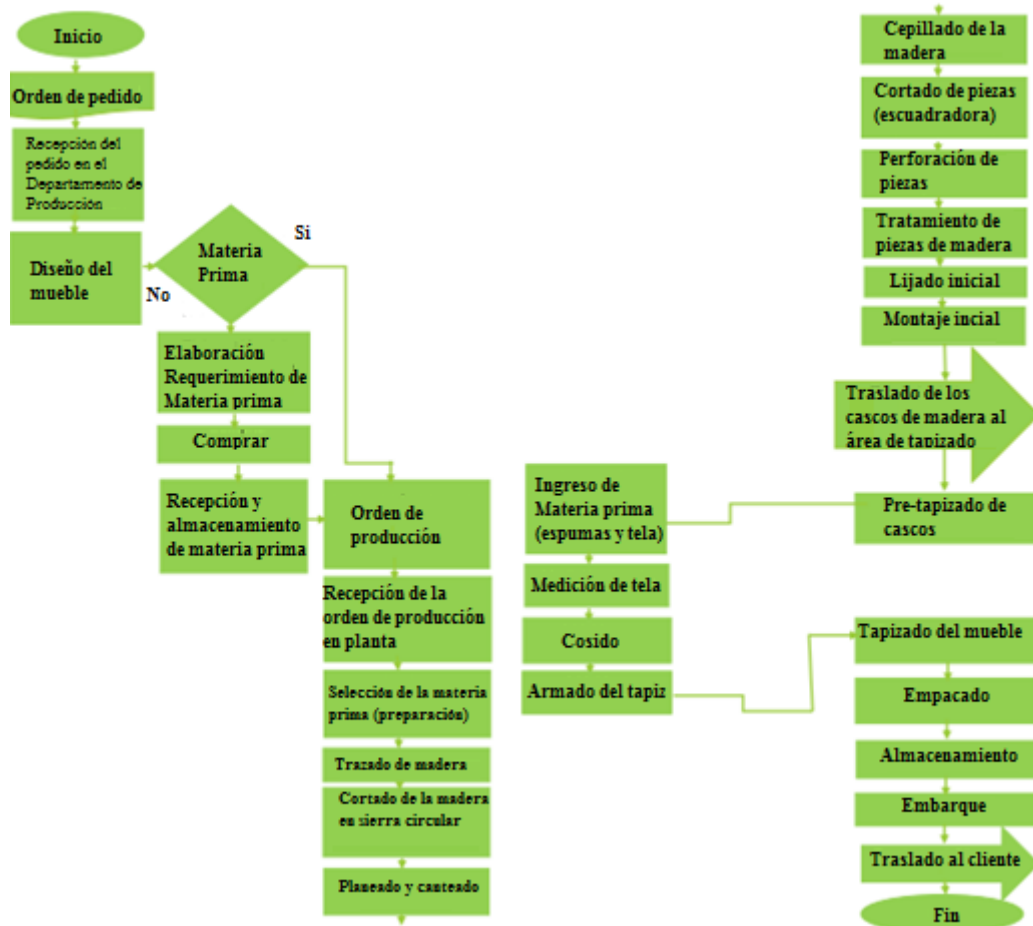 Inicio
Orden de pedido
Recepción del
pedido en el
Departamento de
Producción
Diseño del
mueble
Materia
Prima
Si
No
Elaboración
Requerimiento de
Materia prima
Comprar
Recepción y
almacenamiento
de materia prima
Orden de
producción
Recepción de la
orden de producción
en planta
Selección de la materia
prima (preparación)
Trazado de madera
Cortado de la madera
en sierra circular
Planeado y canteado
Cepillado de la
madera
Cortado de piezas
(escuadradora)
Perforación de
piezas
Tratamiento de
piezas de madera
Lijado inicial
Montaje incial
Traslado de los
cascos de madera al
área de tapizado
Pre-tapizado de
cascos
Ingreso de
Materia prima
(espumas y tela)
Medición de tela
Cosido
Armado del tapiz
Tapizado del mueble
Empacado
Almacenamiento
Embarque
Traslado al cliente
Fin